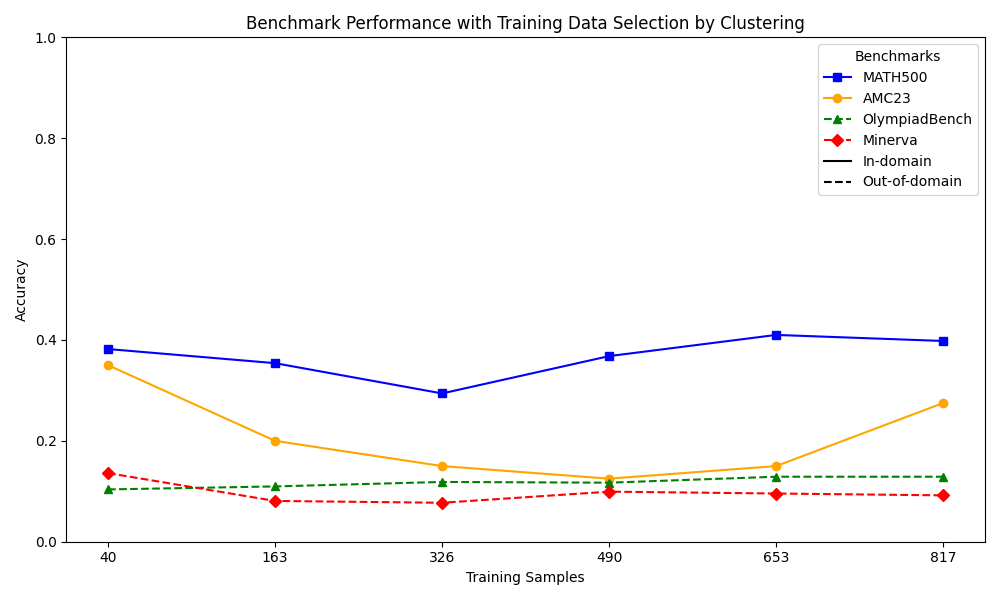 Benchmark Performance with Training Data Selection by Clustering
1.0
0.8
0.6
0.4
0.2
0.0
Accuracy
40
163
326
490
653
817
Training Samples
Benchmarks
MATH500
AMC23
OlympiadBench
Minerva
In-domain
Out-of-domain